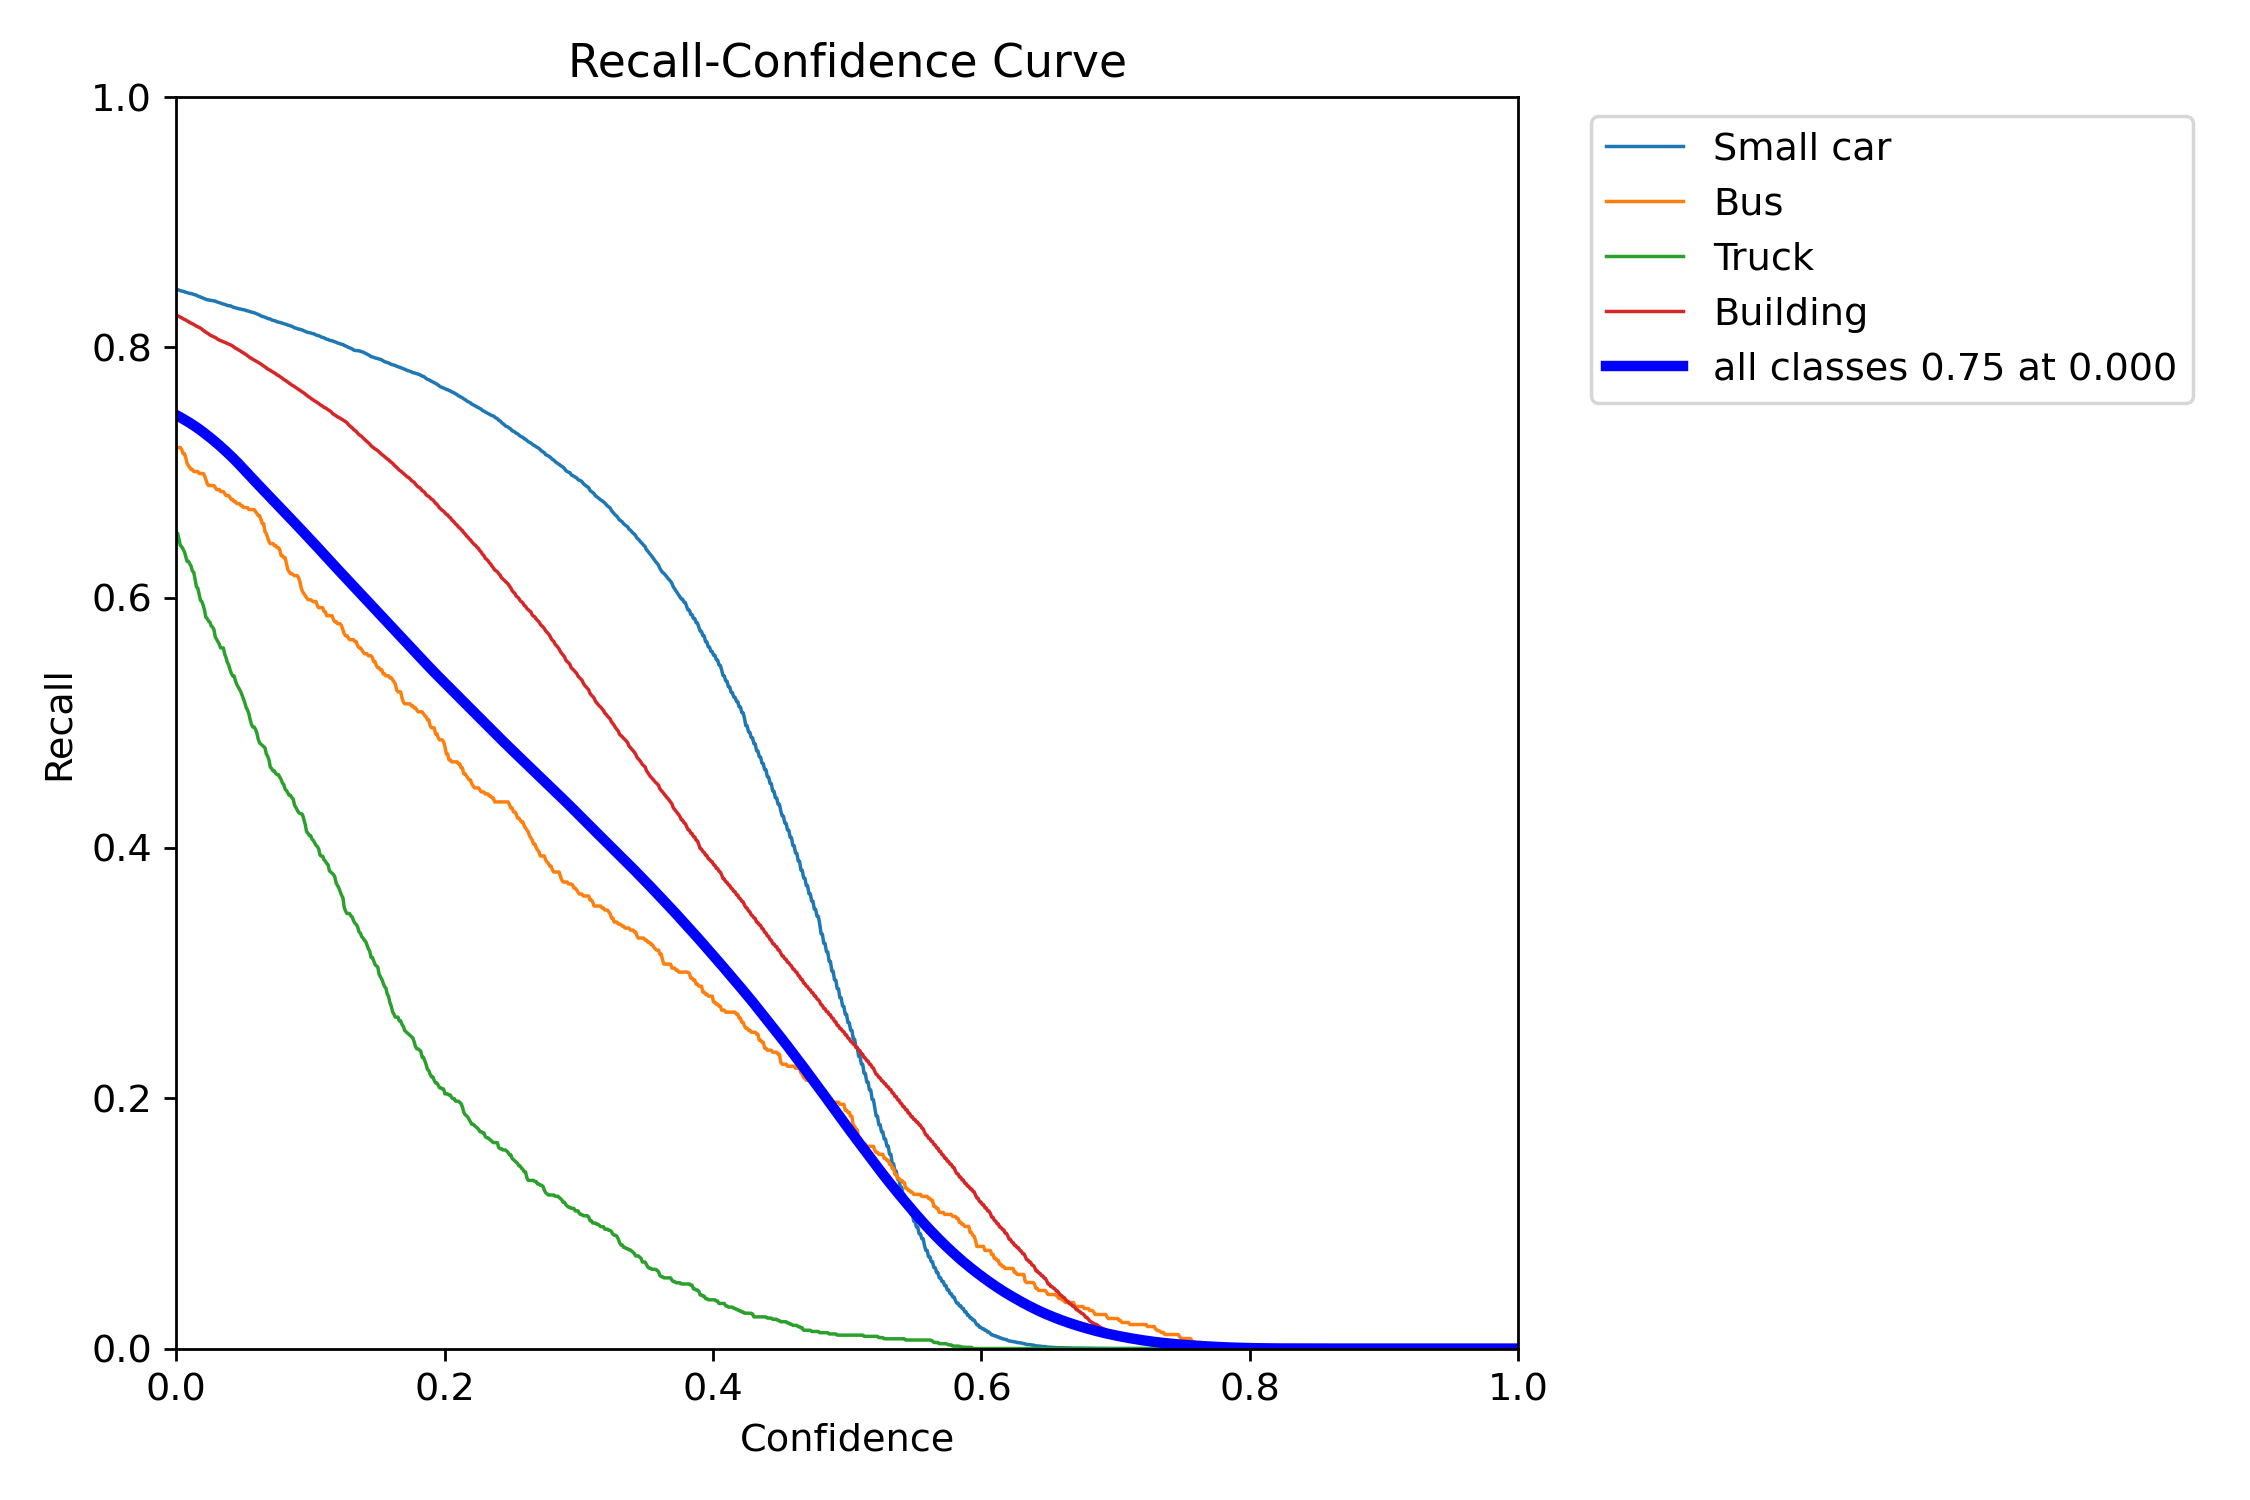 Recall-Confidence Curve
1.0
0.8
0.6
0.4
0.2
0.0
Recall
0.0 0.2 0.4 0.6 0.8 1.0
Confidence
Small car
Bus
Truck
Building
all classes 0.75 at 0.000